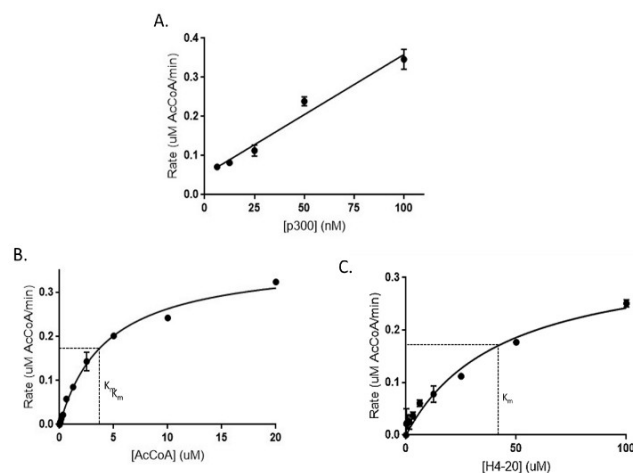 A.
Rate (uM AcCoA/min)
0.4
0.3
0.2
0.1
0.0
0
25
50
75
100
[p300] (nM)
B.
Rate (uM AcCoA/min)
0.3
0.2
0.1
0.0
Km
Km
0
5
10
15
20
[AcCoA] (uM)
C.
Rate (uM AcCoA/min)
0.3
0.2
0.1
0.0
Km
0
50
100
[H4-20] (uM)